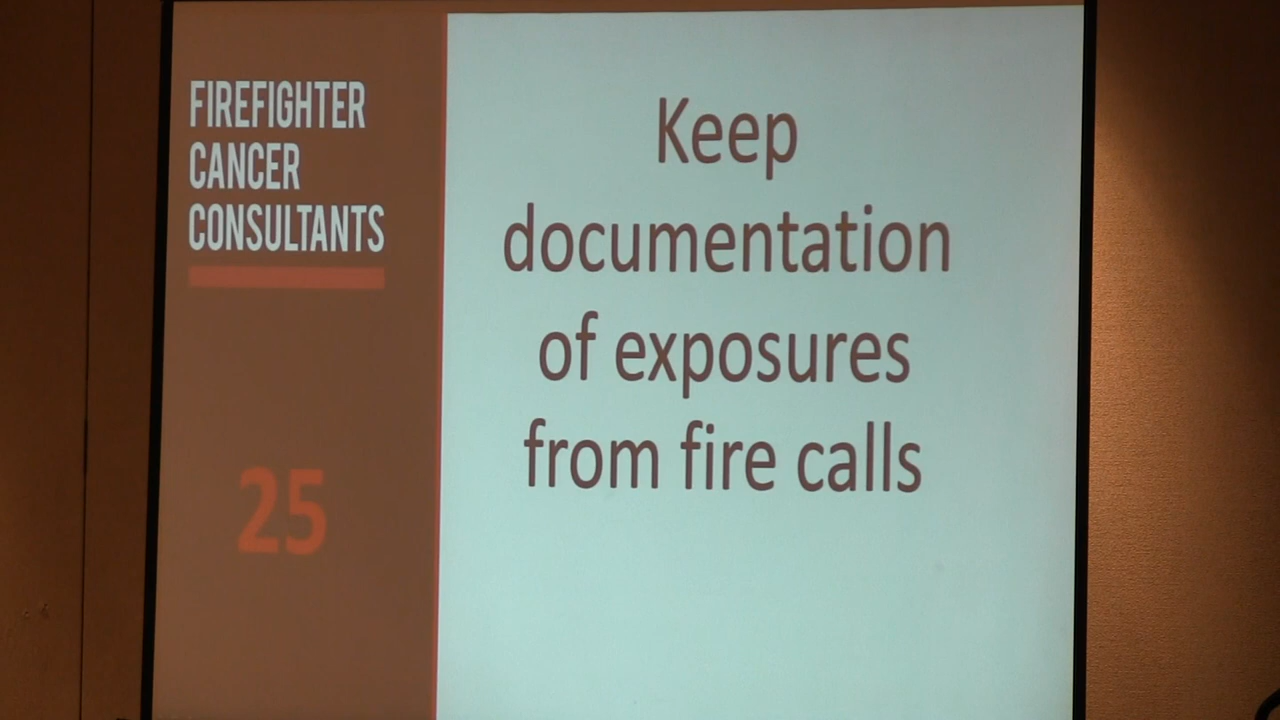 FIREFIGHTER
CANCER
CONSULTANTS
25
Keep
documentation
of exposures
from fire calls